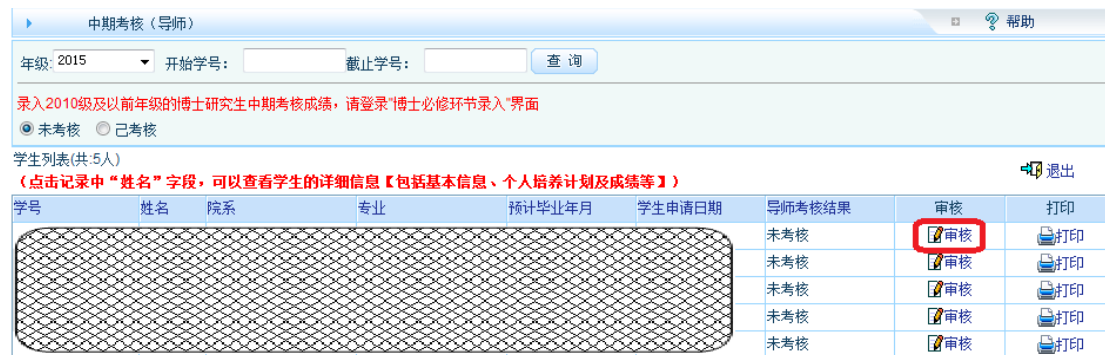 中期考核（导师） 帮助
年级: 2015 开始学号： 截止学号： 查 询
录入2010级及以前年级的博士研究生中期考核成绩，请登录"博士必修环节录入"界面
未考核 己考核
学生列表(共:5人)
（点击记录中“姓名”字段，可以查看学生的详细信息【包括基本信息、个人培养计划及成绩等】） 退出
学号 姓名 院系 专业 预计毕业年月 学生申请日期 导师考核结果 审核 打印
未考核 审核 打印
未考核 审核 打印
未考核 审核 打印
未考核 审核 打印
未考核 审核 打印